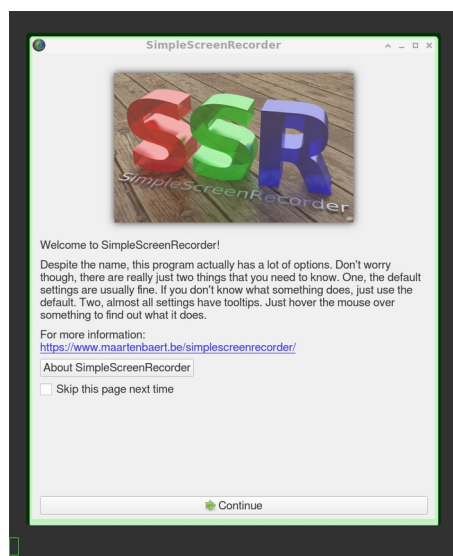 SimpleScreenRecorder
SSR
SimpleScreenRecorder
Welcome to SimpleScreenRecorder!
Despite the name, this program actually has a lot of options. Don't worry
though, there are really just two things that you need to know. One, the default
settings are usually fine. If you don't know what something does, just use the
default. Two, almost all settings have tooltips. Just hover the mouse over
something to find out what it does.
For more information:
https://www.maartenbaert.be/simplescreenrecorder/
About SimpleScreenRecorder
Skip this page next time
Continue